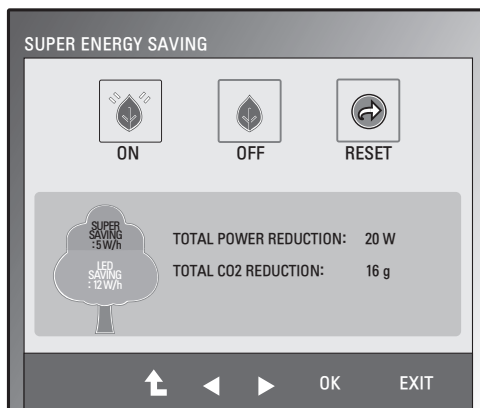 SUPER ENERGY SAVING
ON OFF RESET
SUPER
SAVING
:5 W/h
LED
SAVING
: 12 W/h
TOTAL POWER REDUCTION: 20 W
TOTAL CO2 REDUCTION: 16 g
OK EXIT